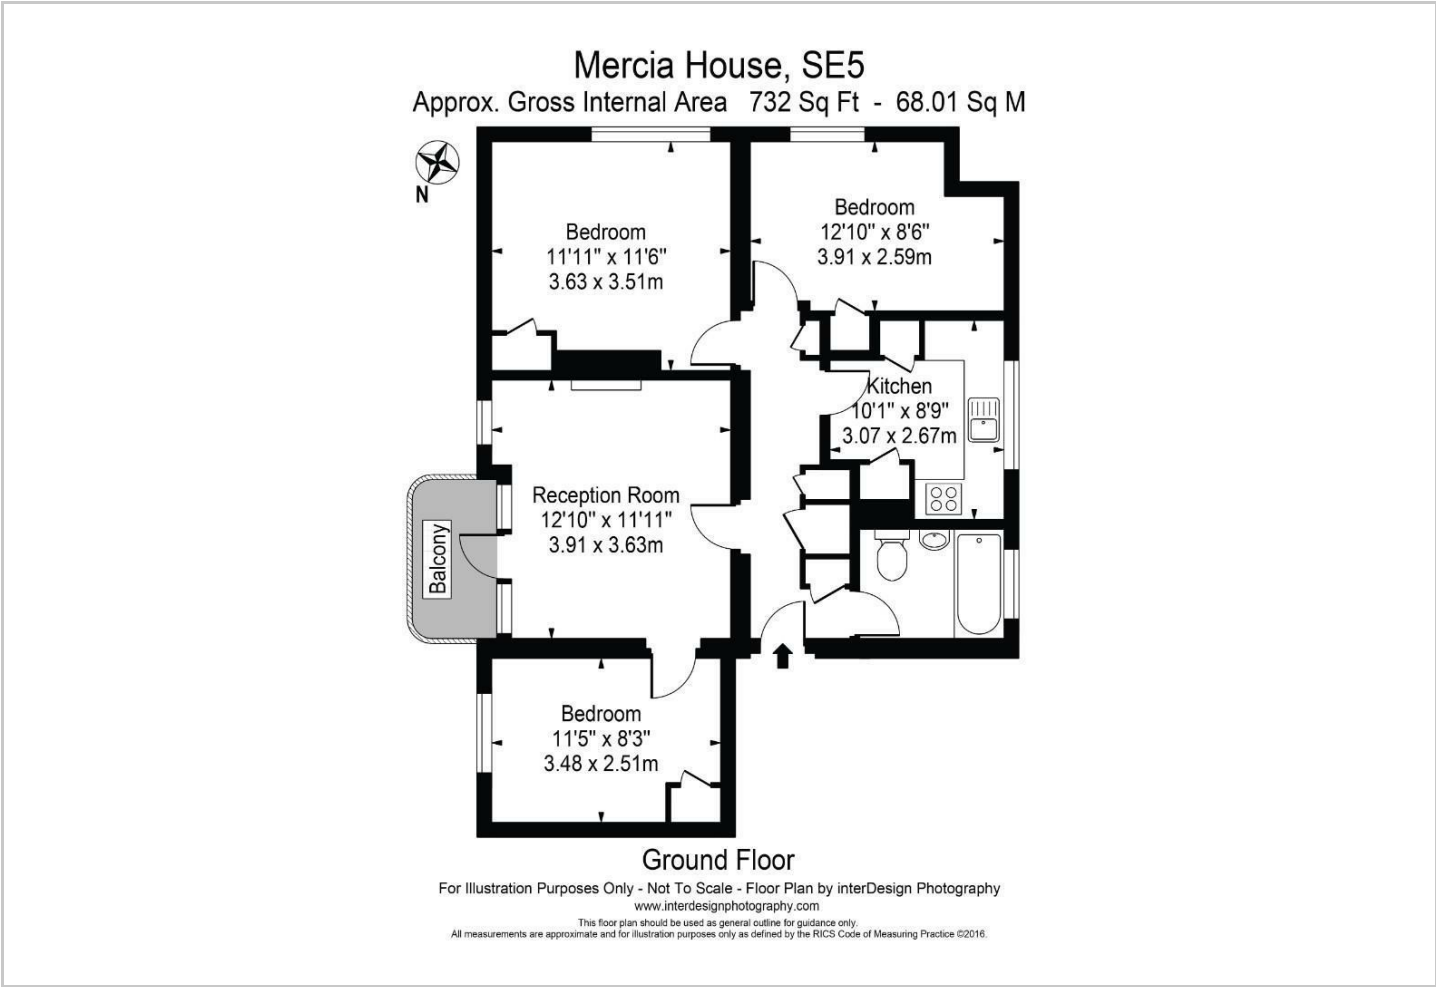 Mercia House, SE5
Approx. Gross Internal Area 732 Sq Ft - 68.01 Sq M
N
Bedroom
11'11" x 11'6"
3.63 x 3.51m
Bedroom
12'10" x 8'6"
3.91 x 2.59m
Kitchen
10'1" x 8'9"
3.07 x 2.67m
Reception Room
12'10" x 11'11"
3.91 x 3.63m
Balcony
Bedroom
11'5" x 8'3"
3.48 x 2.51m
Ground Floor
For Illustration Purposes Only - Not To Scale - Floor Plan by interDesign Photography
www.interdesignphotography.com
This floor plan should be used as general outline for guidance only.
All measurements are approximate and for illustration purposes only as defined by the RICS Code of Measuring Practice ©2016.